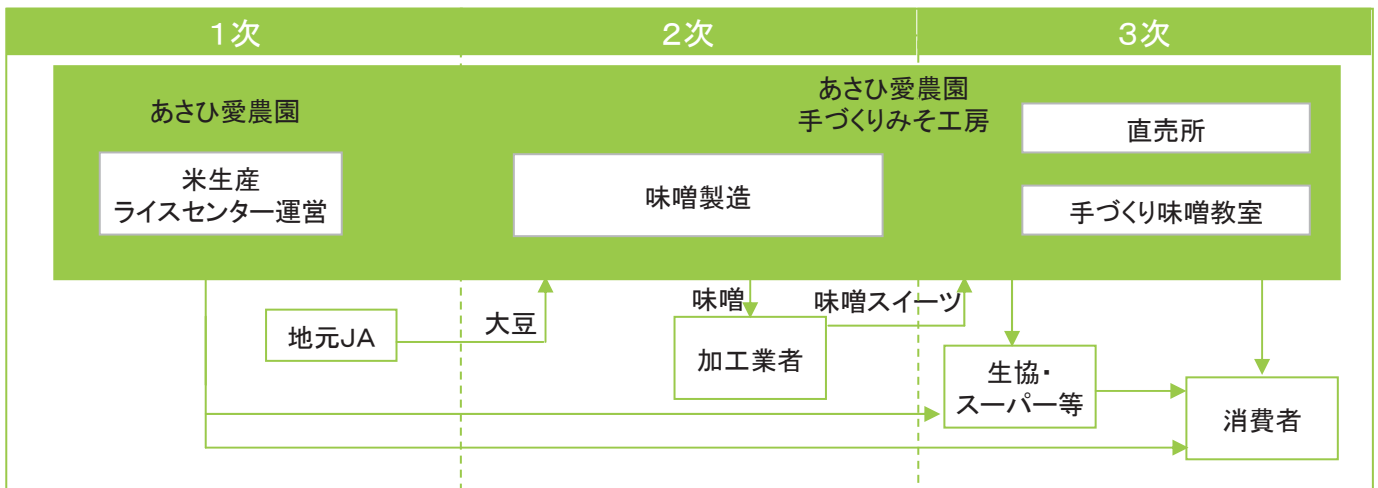 １次
２次
３次
あさひ愛農園
米生産
ライスセンター運営
味噌製造
あさひ愛農園
手づくりみそ工房
直売所
手づくり味噌教室
地元ＪＡ
大豆
味噌
加工業者
味噌スイーツ
生協・
スーパー等
消費者